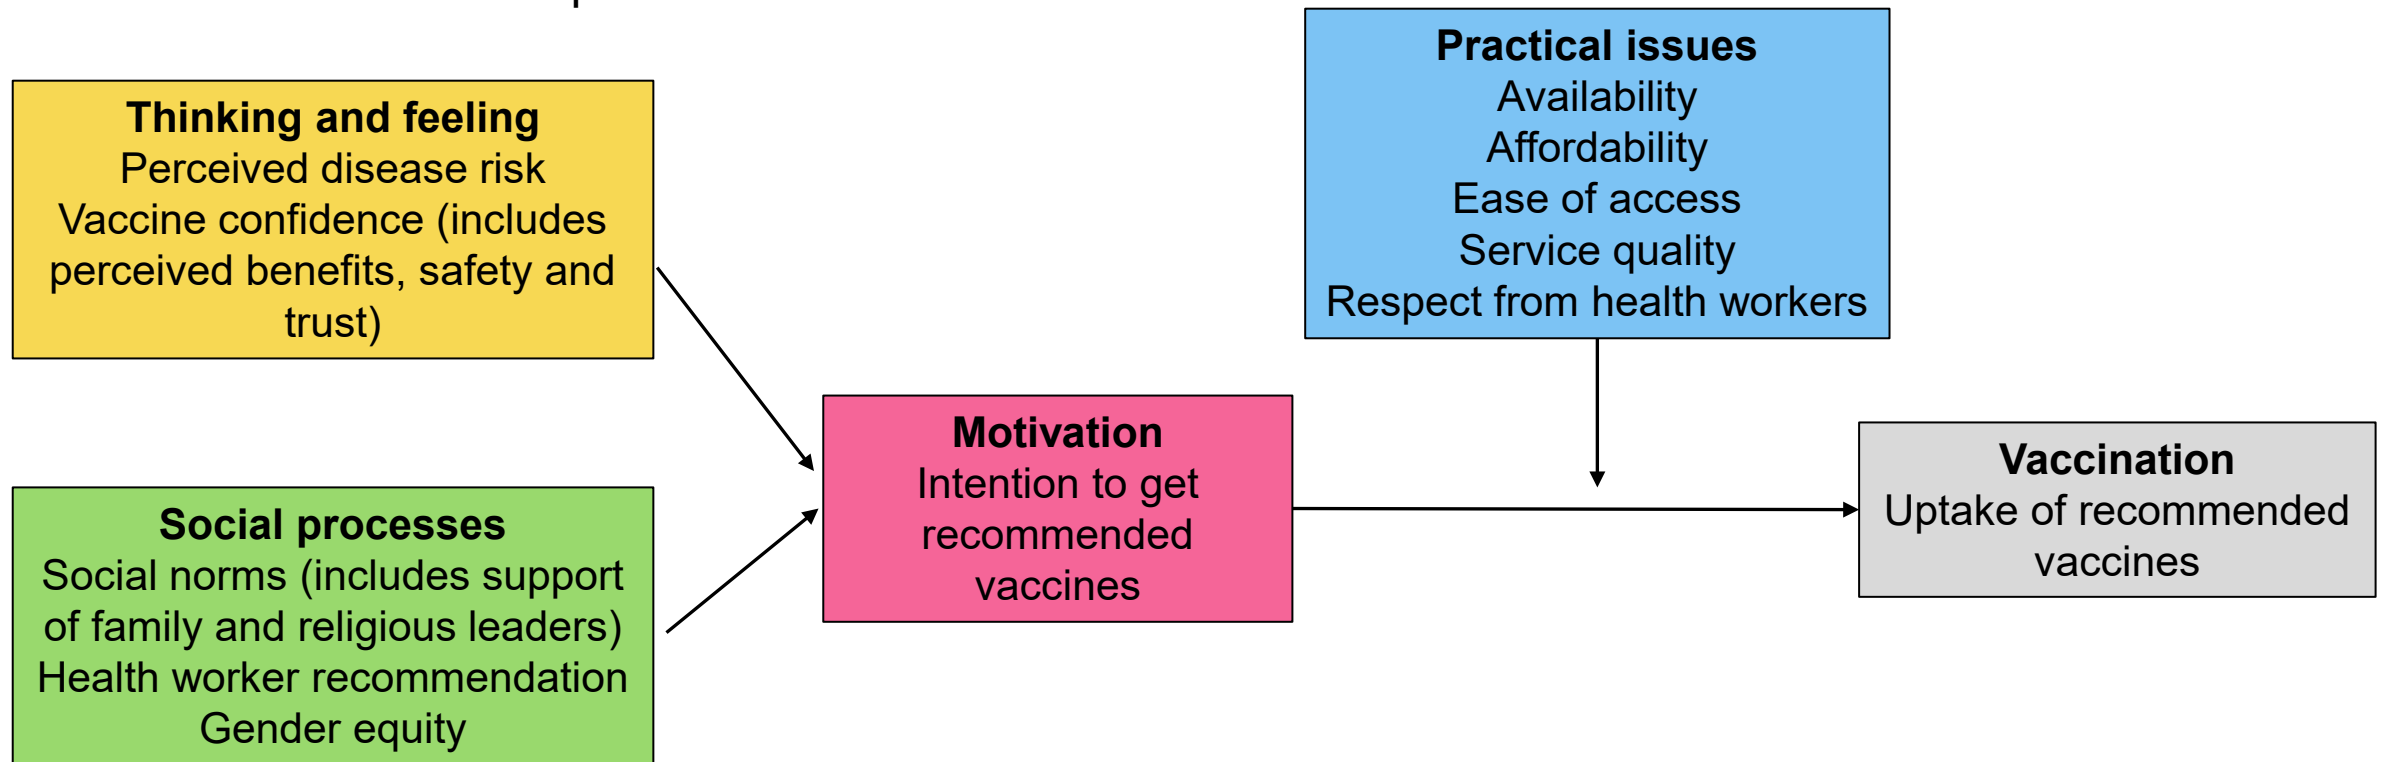 Thinking and feeling
Perceived disease risk
Vaccine confidence (includes
perceived benefits, safety and
trust)
Social processes
Social norms (includes support
of family and religious leaders)
Health worker recommendation
Gender equity
Motivation
Intention to get
recommended
vaccines
Practical issues
Availability
Affordability
Ease of access
Service quality
Respect from health workers
Vaccination
Uptake of recommended
vaccines